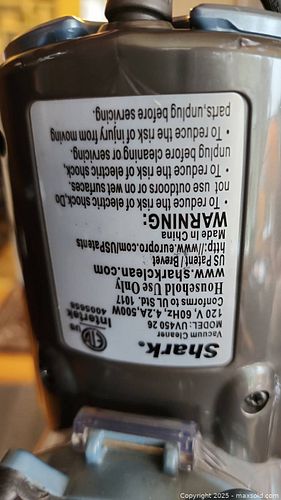 Shark.
Vacuum Cleaner
MODEL: UV450 26
120 V, 60HZ, 4.2A,500W
Conforms to UL Std. 1017
Household Use Only
ETL
us
Intertek
4005658
www.sharkclean.com
US Patent / Brevet
http://www.europro.com/USPatents
Made in China
WARNING:
• To reduce the risk of electric shock,Do
not use outdoors or on wet surfaces.
• To reduce the risk of electric shock,
unplug before cleaning or servicing.
• To reduce the risk of injury from moving
parts,unplug before servicing.
Copyright 2025 - maxsold.com